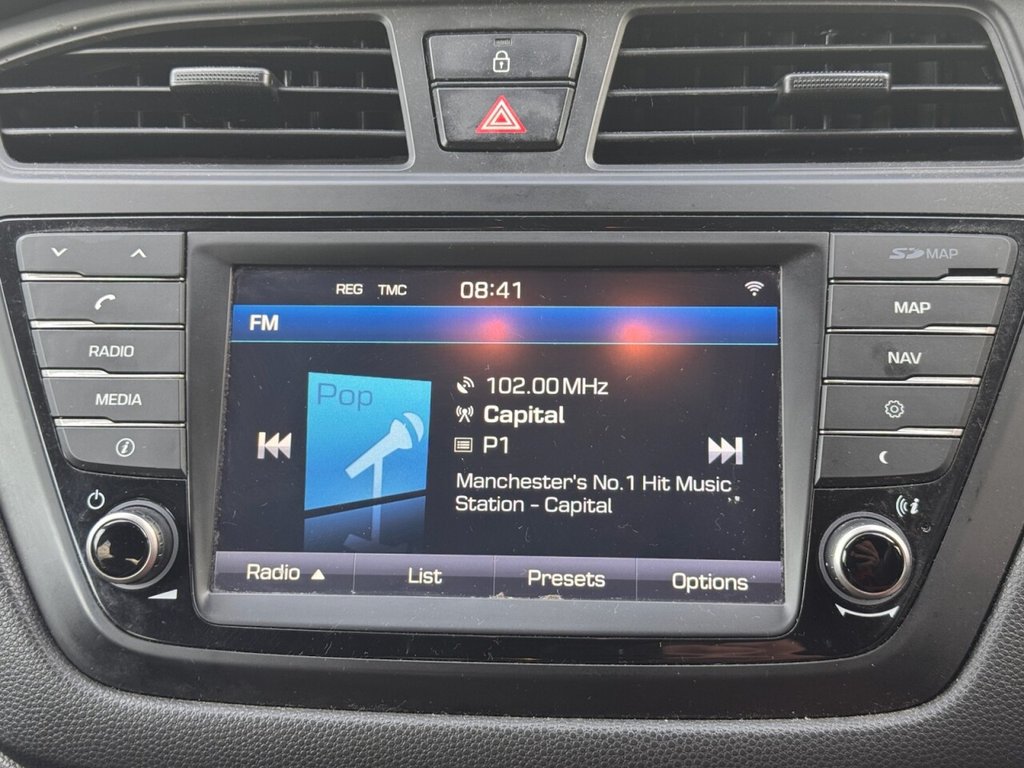 REG TMC 08:41
FM
Pop
102.00MHz
Capital
P1
Manchester's No.1 Hit Music
Station - Capital
Radio ▲ List Presets Options
RADIO
MEDIA
SD MAP
MAP
NAV